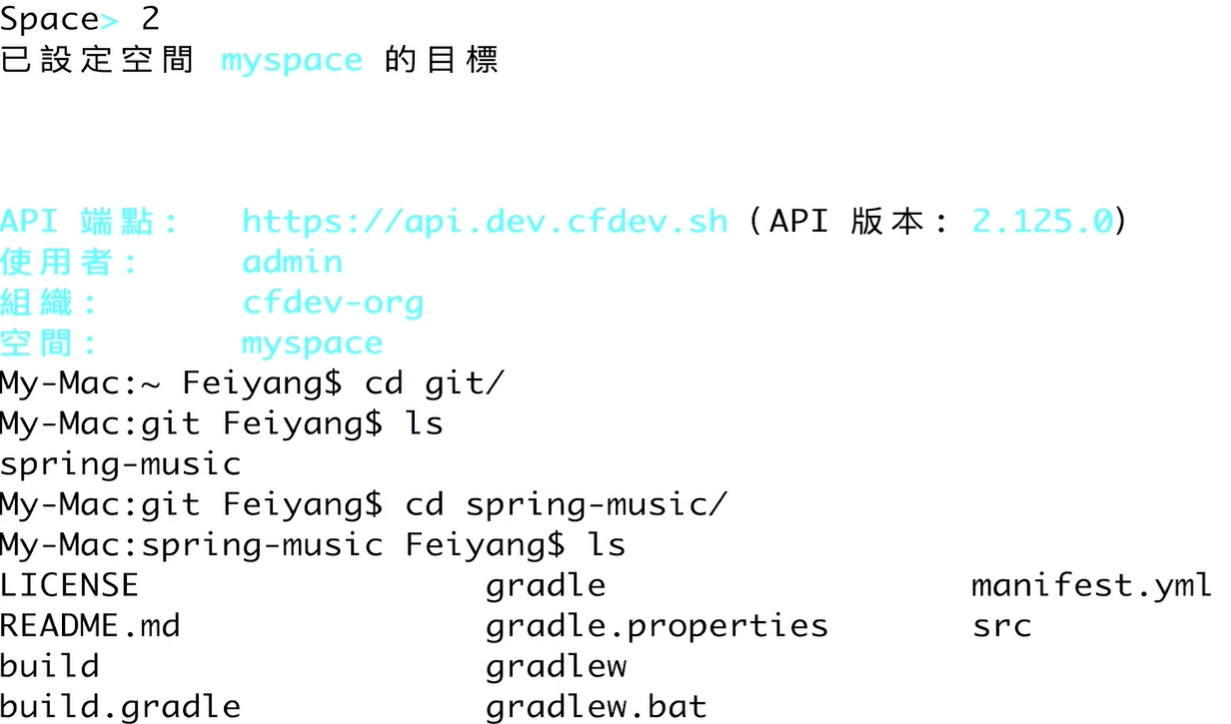 Space> 2
已設定空間 myspace 的目標
API 端點: https://api.dev.cfdev.sh (API 版本: 2.125.0)
使用者: admin
組織: cfdev-org
空間: myspace
My-Mac:~ Feiyang$ cd git/
My-Mac:git Feiyang$ ls
spring-music
My-Mac:git Feiyang$ cd spring-music/
My-Mac:spring-music Feiyang$ ls
LICENSE gradle manifest.yml
README.md gradle.properties src
build gradlew
build.gradle gradlew.bat